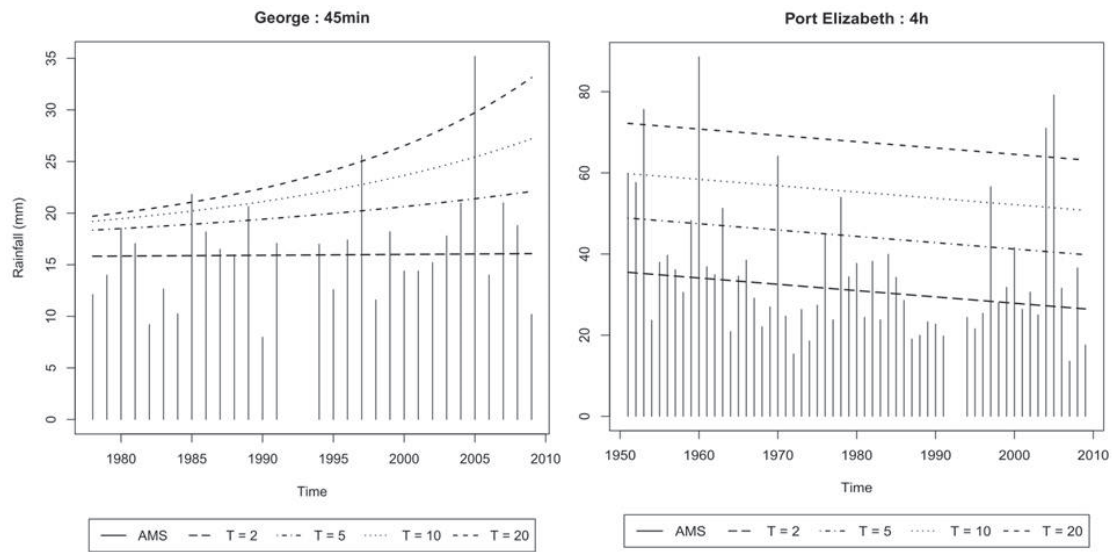 George : 45min
Rainfall (mm)
35
30
25
20
15
10
5
0
1980 1985 1990 1995 2000 2005 2010
Time
AMS T = 2 T = 5 T = 10 T = 20
Port Elizabeth : 4h
80
60
40
20
0
1950 1960 1970 1980 1990 2000 2010
Time
AMS T = 2 T = 5 T = 10 T = 20